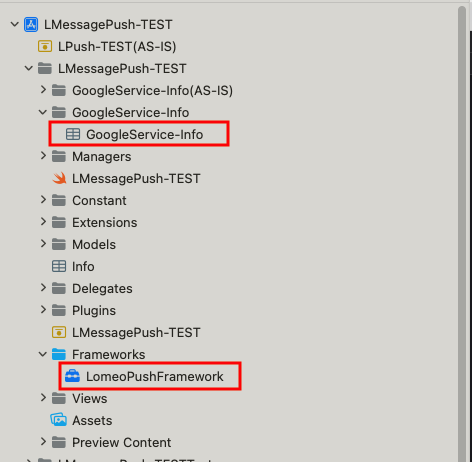 LMessagePush-TEST
LPush-TEST(AS-IS)
LMessagePush-TEST
GoogleService-Info(AS-IS)
GoogleService-Info
GoogleService-Info
Managers
LMessagePush-TEST
Constant
Extensions
Models
Info
Delegates
Plugins
LMessagePush-TEST
Frameworks
LomeoPushFramework
Views
Assets
Preview Content